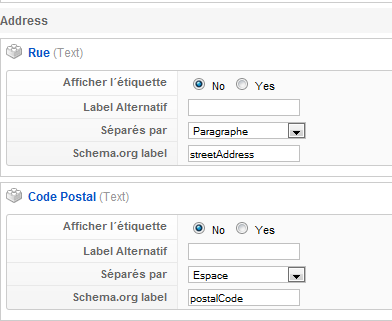 Address
Rue (Text)
Afficher l´étiquette No Yes
Label Alternatif
Séparés par Paragraphe
Schema.org label streetAddress
Code Postal (Text)
Afficher l´étiquette No Yes
Label Alternatif
Séparés par Espace
Schema.org label postalCode